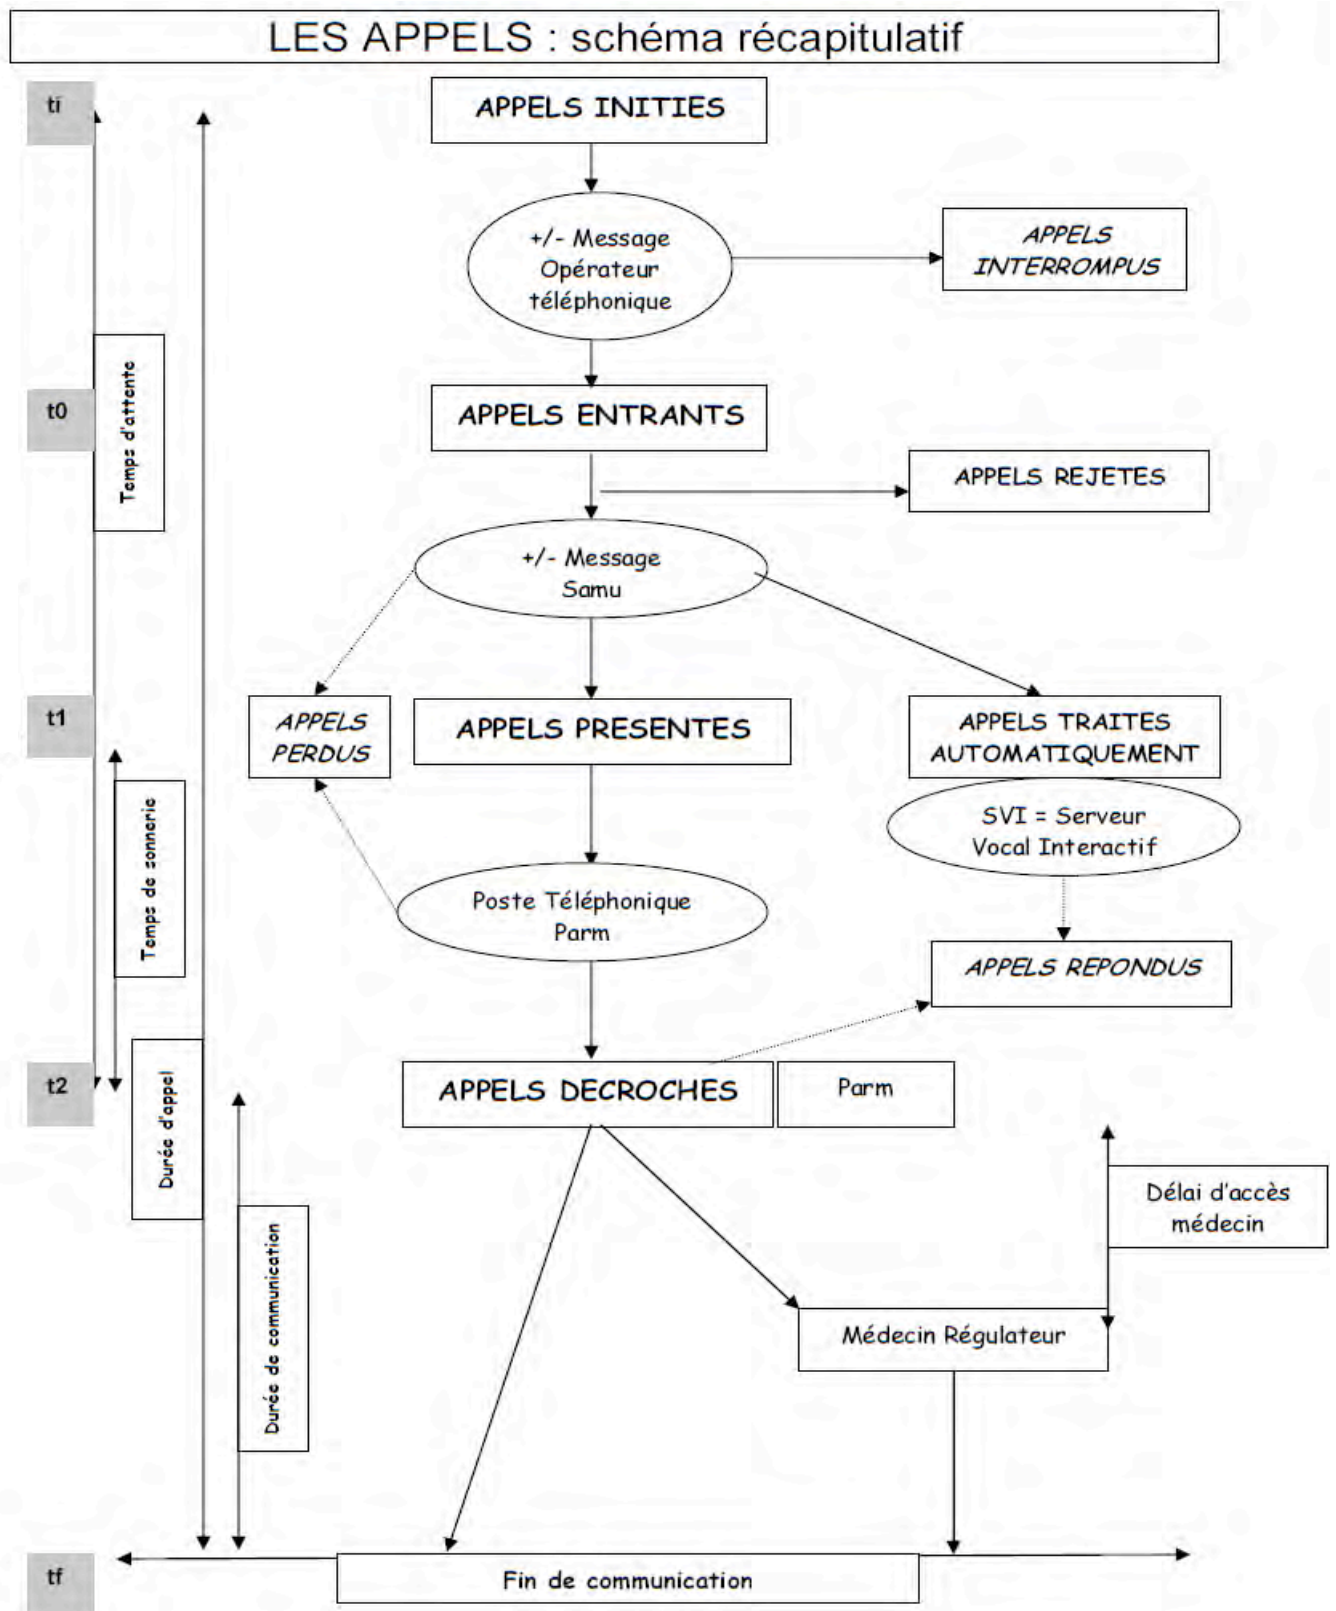 LES APPELS : schéma récapitulatif
ti
APPELS INITIES
+/- Message
Opérateur
téléphonique
APPELS
INTERROMPUS
Temps d'attente
t0
APPELS ENTRANTS
APPELS REJETES
+/- Message
Samu
t1
APPELS
PERDUS
APPELS PRESENTES
APPELS TRAITES
AUTOMATIQUEMENT
SVI = Serveur
Vocal Interactif
Temps de sonnerie
Poste Téléphonique
Parm
APPELS REPONDUS
t2
Durée d'appel
APPELS DECROCHES
Parm
Délai d'accès
médecin
Durée de communication
Médecin Régulateur
tf
Fin de communication